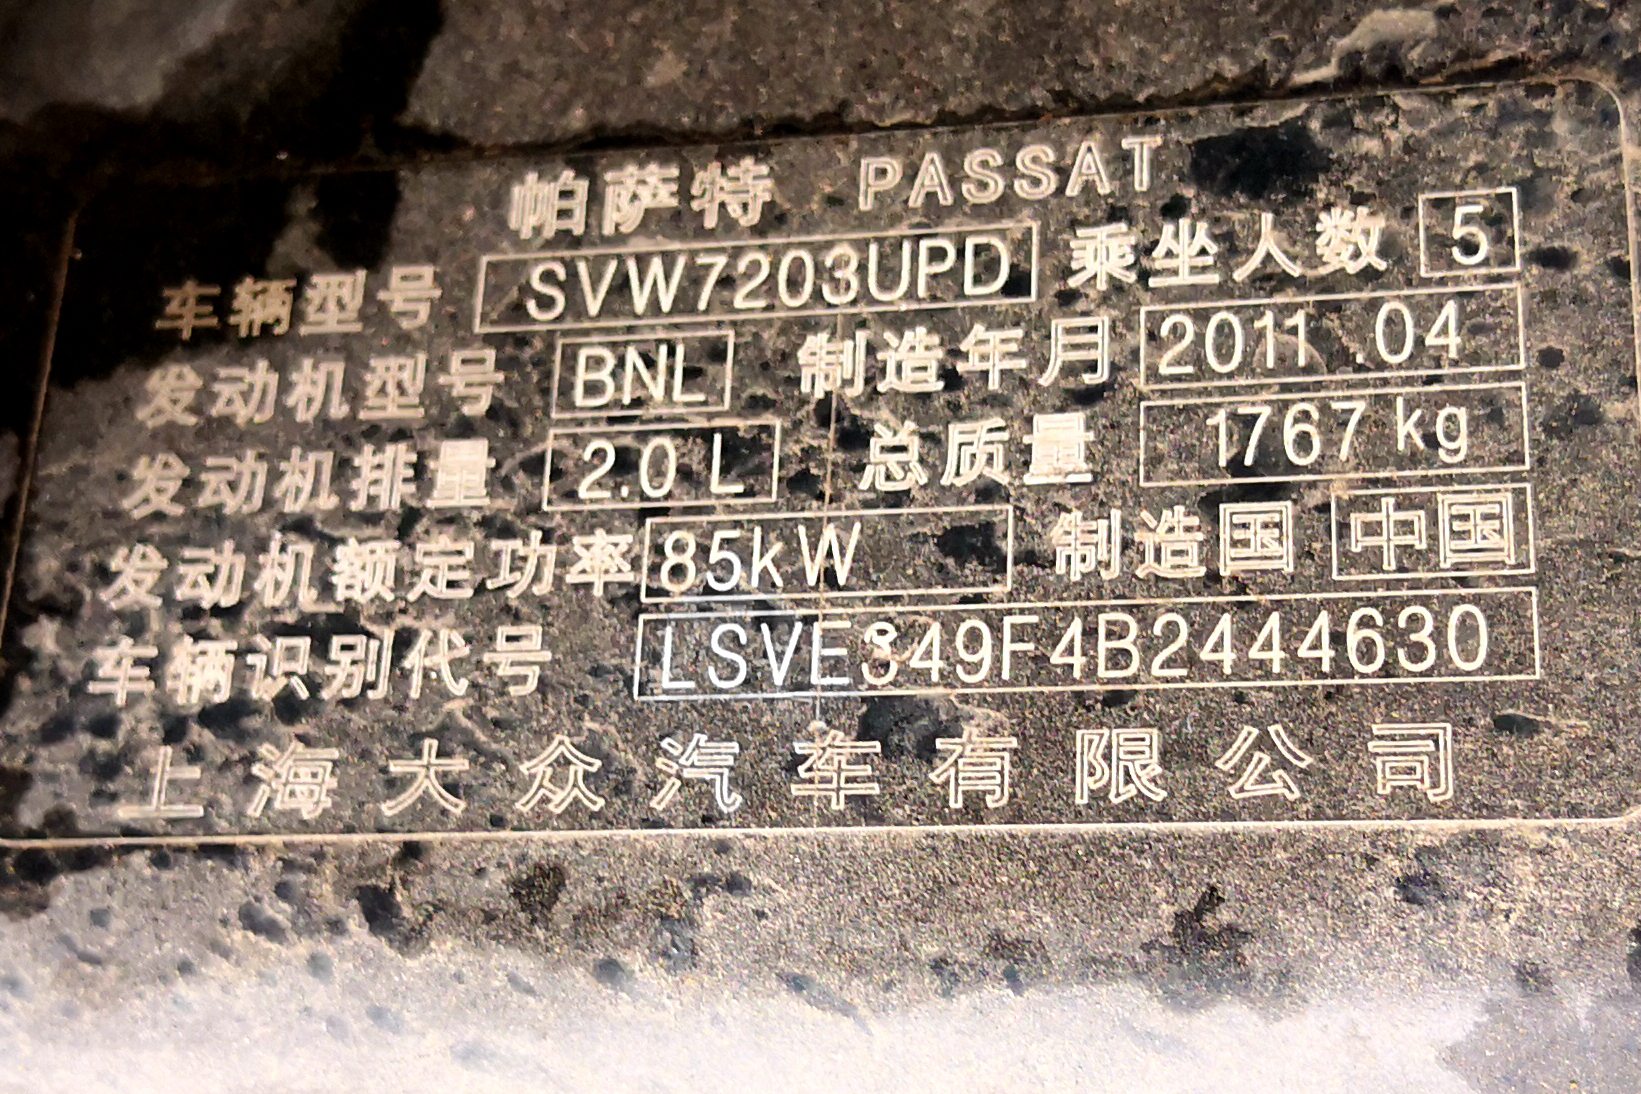 帕萨特 PASSAT
车辆型号 SVW7203UPD 乘坐人数 5
发动机型号 BNL 制造年月 2011.04
发动机排量 2.0 L 总质量 1767 kg
发动机额定功率 85kW 制造国 中国
车辆识别代号 LSVE349F4B2444630
上海大众汽车有限公司